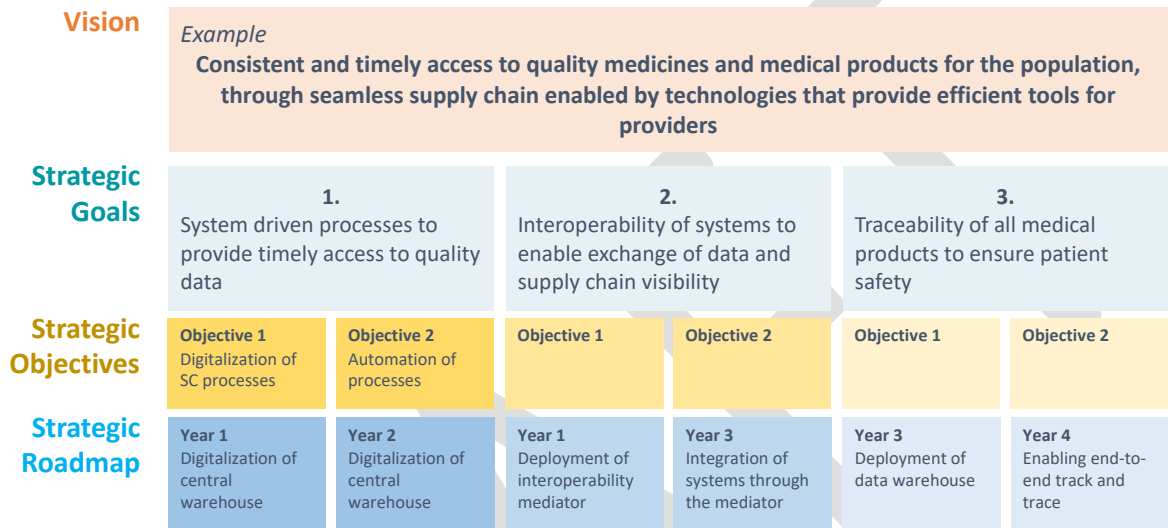 Vision
Example
Consistent and timely access to quality medicines and medical products for the population,
through seamless supply chain enabled by technologies that provide efficient tools for
providers
Strategic
Goals
1.
System driven processes to
provide timely access to quality
data
2.
Interoperability of systems to
enable exchange of data and
supply chain visibility
3.
Traceability of all medical
products to ensure patient
safety
Strategic
Objectives
Objective 1
Digitalization of
SC processes
Objective 2
Automation of
processes
Objective 1
Objective 2
Objective 1
Objective 2
Strategic
Roadmap
Year 1
Digitalization of
central
warehouse
Year 2
Digitalization of
central
warehouse
Year 1
Deployment of
interoperability
mediator
Year 3
Integration of
systems through
the mediator
Year 3
Deployment of
data warehouse
Year 4
Enabling end-to-
end track and
trace